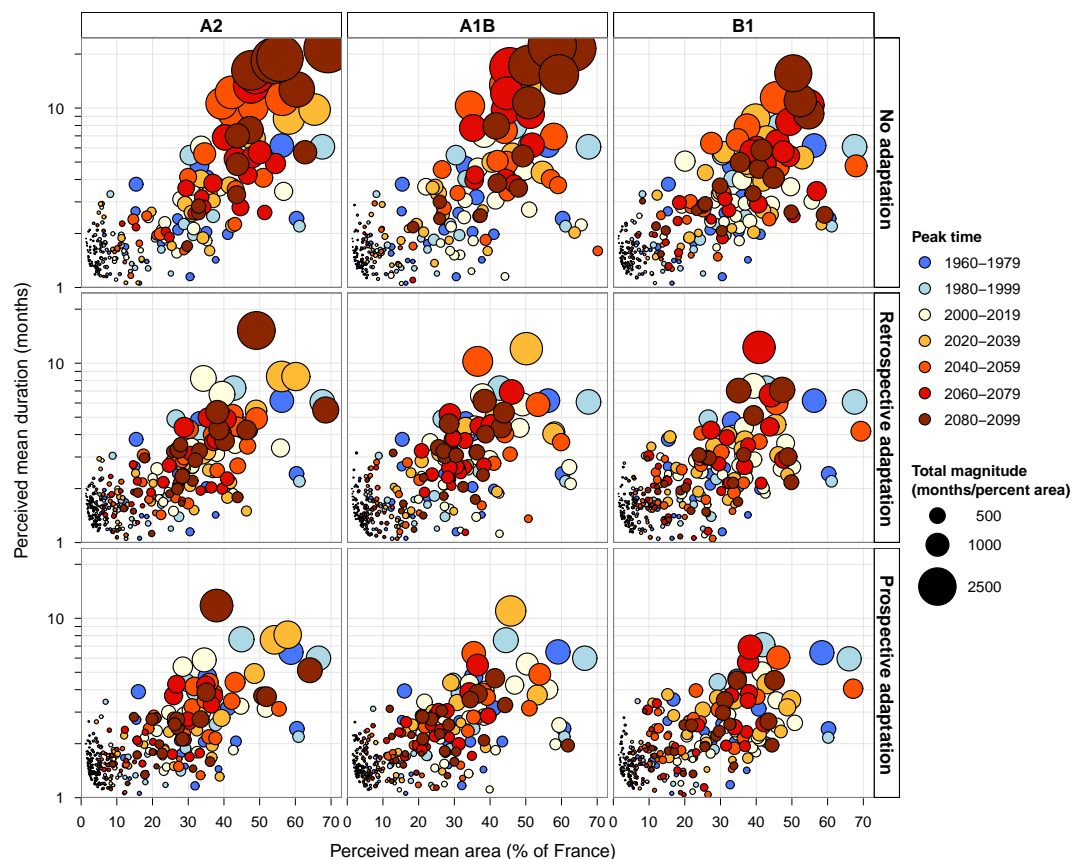 A2
A1B
B1
Perceived mean duration (months)
10
1
No adaptation
10
1
Retrospective adaptation
10
1
Prospective adaptation
0 10 20 30 40 50 60 70
0 10 20 30 40 50 60 70
0 10 20 30 40 50 60 70
Perceived mean area (% of France)
Peak time
1960–1979
1980–1999
2000–2019
2020–2039
2040–2059
2060–2079
2080–2099
Total magnitude
(months/percent area)
500
1000
2500